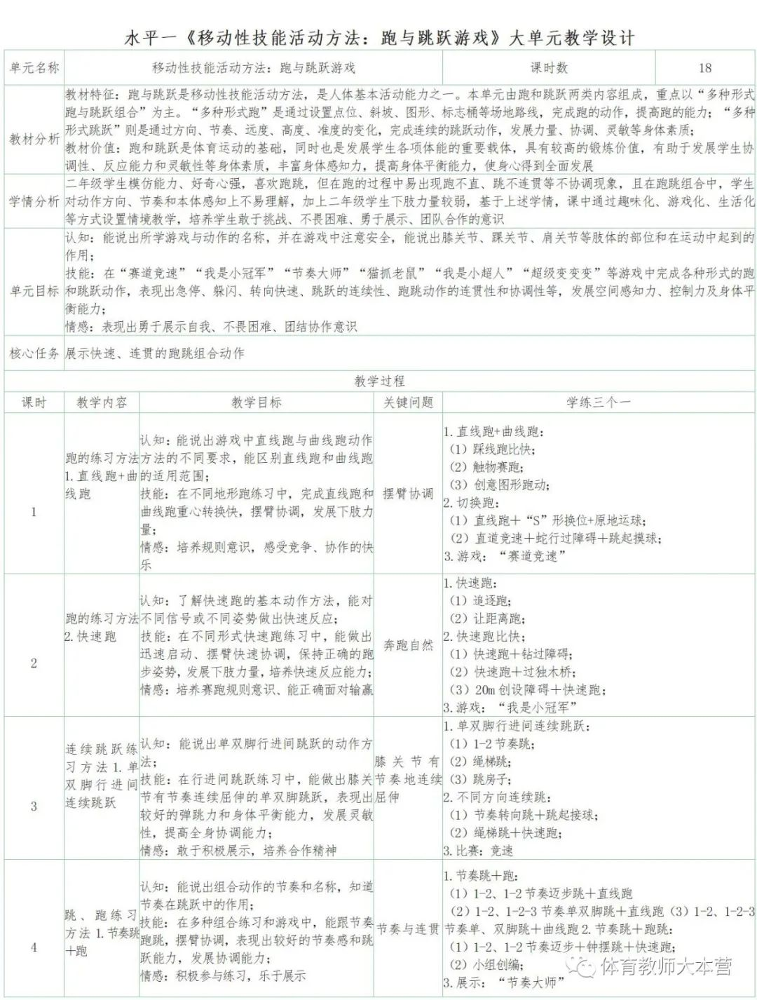 水平一《移动性技能活动方法：跑与跳跃游戏》大单元教学设计
单元名称
移动性技能活动方法：跑与跳跃游戏
课时数
18
教材分析
教材特征：跑与跳跃是移动性技能活动方法，是人体基本活动能力之一。本单元由跑和跳跃两类内容组成，重点以“多种形式
跑与跳跃组合”为主。“多种形式跑”是通过设置点位、斜坡、图形、标志桶等场地路线，完成跑的动作，提高跑的能力；“多种
形式跳跃”则是通过方向、节奏、远度、高度、准度的变化，完成连续的跳跃动作，发展力量、协调、灵敏等身体素质；
教材价值：跑和跳跃是体育运动的基础，同时也是发展学生各项体能的重要载体，具有较高的锻炼价值，有助于发展学生协
调性、反应能力和灵敏性等身体素质，丰富身体感知力，提高身体平衡能力，使身心得到全面发展
学情分析
二年级学生模仿能力、好奇心强，喜欢跑跳，但在跑的过程中易出现跑不直、跳不连贯等不协调现象，且在跑跳组合中，学生
对动作方向、节奏和本体感知上不易理解，加上二年级学生下肢力量较弱，基于上述学情，课中通过趣味化、游戏化、生活化
等方式设置情境教学，培养学生敢于挑战、不畏困难、勇于展示、团队合作的意识
单元目标
认知：能说出所学游戏与动作的名称，并在游戏中注意安全，能说出膝关节、踝关节、肩关节等肢体的部位和在运动中起到的
作用；
技能：在“赛道竞速”“我是小冠军”“节奏大师”“猫抓老鼠”“我是小超人”“超级变变变”等游戏中完成各种形式的跑
和跳跃动作，表现出急停、躲闪、转向快速、跳跃的连续性、跑跳动作的连贯性和协调性等，发展空间感知力、控制力及身体平
衡能力；
情感：表现出勇于展示自我、不畏困难、团结协作意识
核心任务
展示快速、连贯的跑跳组合动作
教学过程
课时
教学内容
教学目标
关键问题
学练三个一
1
跑的练习方法
1.直线跑+曲
线跑
认知：能说出游戏中直线跑与曲线跑动作
方法的不同要求，能区别直线跑和曲线跑
的适用范围；
技能：在不同地形跑练习中，完成直线跑和
曲线跑重心转换快，摆臂协调，发展下肢力
量；
情感：培养规则意识，感受竞争、协作的快
乐
摆臂协调
1.直线跑+曲线跑：
（1）踩线跑比快；
（2）触物赛跑；
（3）创意图形跑动；
2.切换跑：
（1）直线跑＋“S”形换位+原地运球；
（2）直道竞速＋蛇行过障碍＋跳起摸球；
3.游戏：“赛道竞速”
2
跑的练习方法
2.快速跑
认知：了解快速跑的基本动作方法，能对
不同信号或不同姿势做出快速反应；
技能：在不同形式快速跑练习中，能做出
迅速启动、摆臂快速协调，保持正确的跑
步姿势，发展下肢力量，培养快速反应能力；
情感：培养赛跑规则意识、能正确面对输赢
奔跑自然
1.快速跑：
（1）追逐跑；
（2）让距离跑；
2.快速跑比快；
（1）快速跑＋钻过障碍；
（2）快速跑＋过独木桥；
（3）20m 创设障碍＋快速跑；
3.游戏：“我是小冠军”
3
连续跳跃练
习方法 1.单
双脚行进间
连续跳跃
认知：能说出单双脚行进间跳跃的动作方
法；
技能：在行进间跳跃练习中，能做出膝关
节有节奏连续屈伸的单双脚跳跃，表现出
较好的弹跳力和身体平衡能力，发展灵敏
性，提高全身协调能力；
情感：敢于积极展示，培养合作精神
膝关节有
节奏地连续
屈伸
1.单双脚行进间连续跳跃：
（1）1-2 节奏跳；
（2）绳梯跳；
（3）跳房子；
2.不同方向连续跳：
（1）节奏转向跳＋跳起接球；
（2）绳梯跳＋快速跑；
3.比赛：竞速
4
跳、跑练习
方法 1.节奏跳
＋跑
认知：能说出组合动作的节奏和名称，知道
节奏在跳跃中的作用；
技能：在多种组合练习和游戏中，能跟节奏
跑跳，摆臂协调，表现出较好的节奏感和跳
跃能力，发展协调能力；
情感：积极参与练习，乐于展示
节奏与连贯
1.节奏跳＋跑：
（1）1-2、1-2 节奏迈步跳＋直线跑
（2）1-2、1-2-3 节奏单双脚跳＋直线跑（3）1-2、1-2-3
节奏单、双脚跳＋曲线跑 2.节奏跳＋跑跳：
（1）1-2、1-2 节奏迈步＋钟摆跳＋快速跑；
（2）小组创编；
3.展示：“节奏大师”
体育教师大本营